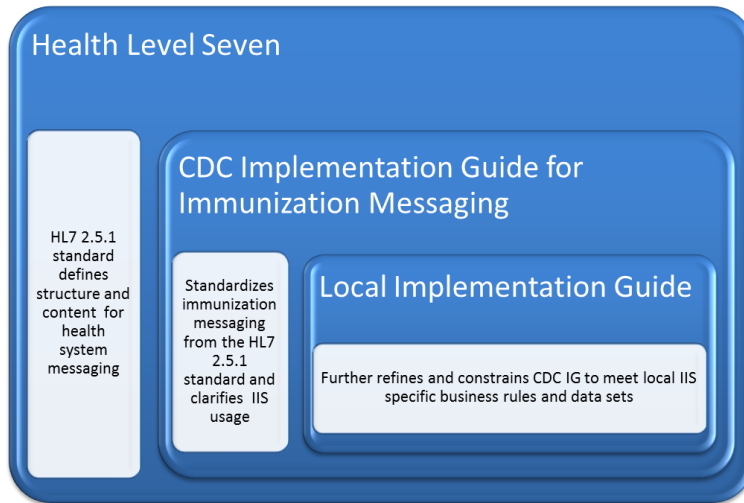 Health Level Seven
CDC Implementation Guide for
Immunization Messaging
HL7 2.5.1
standard
defines
structure and
content for
health
system
messaging
Standardizes
immunization
messaging
from the HL7
2.5.1
standard and
clarifies IIS
usage
Local Implementation Guide
Further refines and constrains CDC IG to meet local IIS
specific business rules and data sets